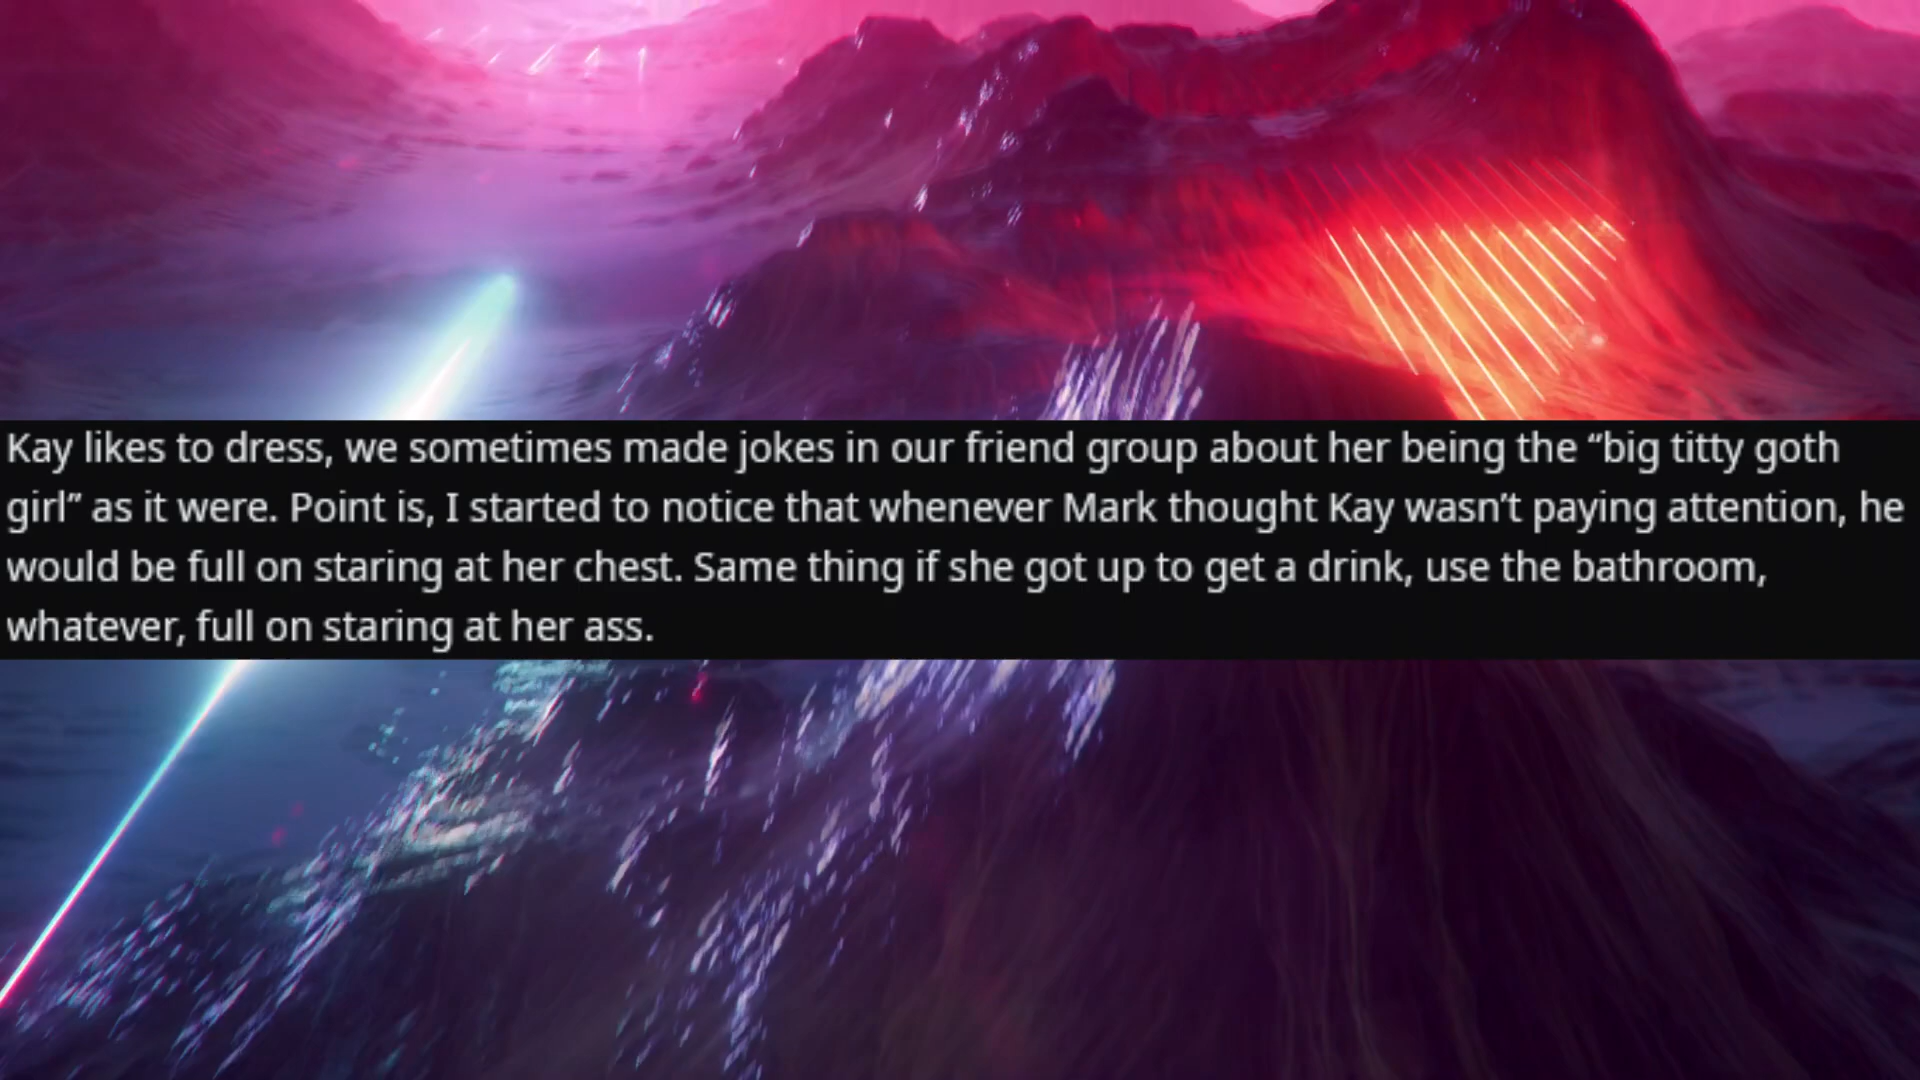 Kay likes to dress, we sometimes made jokes in our friend group about her being the “big titty goth
girl” as it were. Point is, I started to notice that whenever Mark thought Kay wasn’t paying attention, he
would be full on staring at her chest. Same thing if she got up to get a drink, use the bathroom,
whatever, full on staring at her ass.